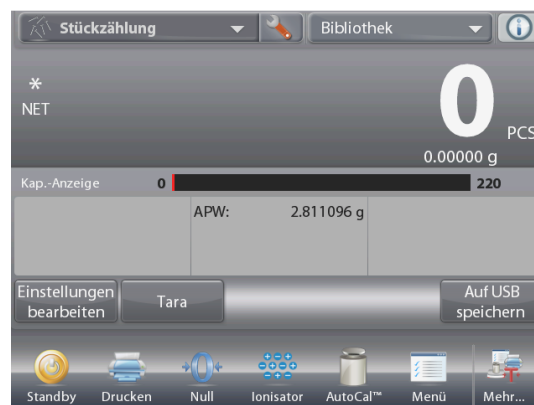 Stückzählung
Bibliothek
*
NET
0 PCS
0.00000 g
Kap.-Anzeige 0 220
APW: 2.811096 g
Einstellungen
bearbeiten
Tara
Auf USB
speichern
Standby Drucken Null Ionisator AutoCal™ Menü Mehr...